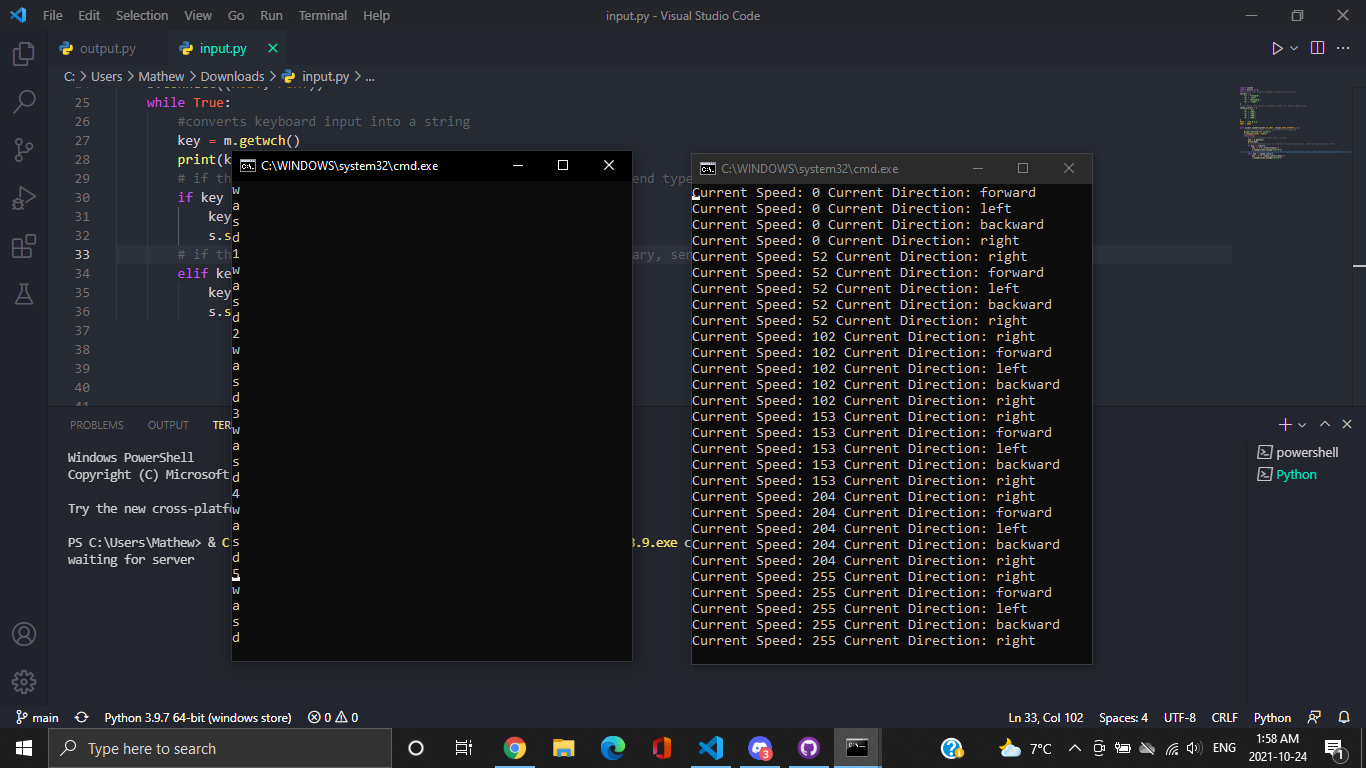 File Edit Selection View Go Run Terminal Help
input.py - Visual Studio Code
output.py
input.py
C: > Users > Mathew > Downloads > input.py > ...
25 while True:
26 #converts keyboard input into a string
27 key = m.getwch()
28 print(k
29 # if th
end type
30 if key
31 key
32 s.s
33 # if th
ary, ser
34 elif ke
35 key
36 s.s
37
38
39
40
C:\WINDOWS\system32\cmd.exe
w
a
s
d
1
w
a
s
d
2
w
a
s
d
3
w
a
s
d
4
w
a
s
d
5
w
a
s
d
C:\WINDOWS\system32\cmd.exe
Current Speed: 0 Current Direction: forward
Current Speed: 0 Current Direction: left
Current Speed: 0 Current Direction: backward
Current Speed: 0 Current Direction: right
Current Speed: 52 Current Direction: right
Current Speed: 52 Current Direction: forward
Current Speed: 52 Current Direction: left
Current Speed: 52 Current Direction: backward
Current Speed: 52 Current Direction: right
Current Speed: 102 Current Direction: right
Current Speed: 102 Current Direction: forward
Current Speed: 102 Current Direction: left
Current Speed: 102 Current Direction: backward
Current Speed: 102 Current Direction: right
Current Speed: 153 Current Direction: right
Current Speed: 153 Current Direction: forward
Current Speed: 153 Current Direction: left
Current Speed: 153 Current Direction: backward
Current Speed: 153 Current Direction: right
Current Speed: 204 Current Direction: right
Current Speed: 204 Current Direction: forward
Current Speed: 204 Current Direction: left
Current Speed: 204 Current Direction: backward
Current Speed: 204 Current Direction: right
Current Speed: 255 Current Direction: right
Current Speed: 255 Current Direction: forward
Current Speed: 255 Current Direction: left
Current Speed: 255 Current Direction: backward
Current Speed: 255 Current Direction: right
PROBLEMS OUTPUT TER
Windows PowerShell
Copyright (C) Microsoft
Try the new cross-platf
PS C:\Users\Mathew> & C
3.9.exe c
waiting for server
powershell
Python
main
Python 3.9.7 64-bit (windows store)
0
0
Ln 33, Col 102
Spaces: 4
UTF-8
CRLF
Python
Type here to search
3
7°C
ENG
1:58 AM
2021-10-24
1